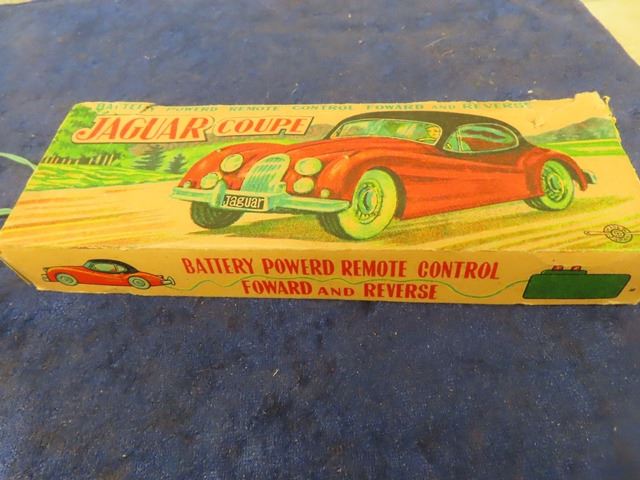 BATTERY POWERD REMOTE CONTROL FOWARD AND REVERSE
JAGUAR COUPE
Jaguar
BATTERY POWERD REMOTE CONTROL
FOWARD AND REVERSE